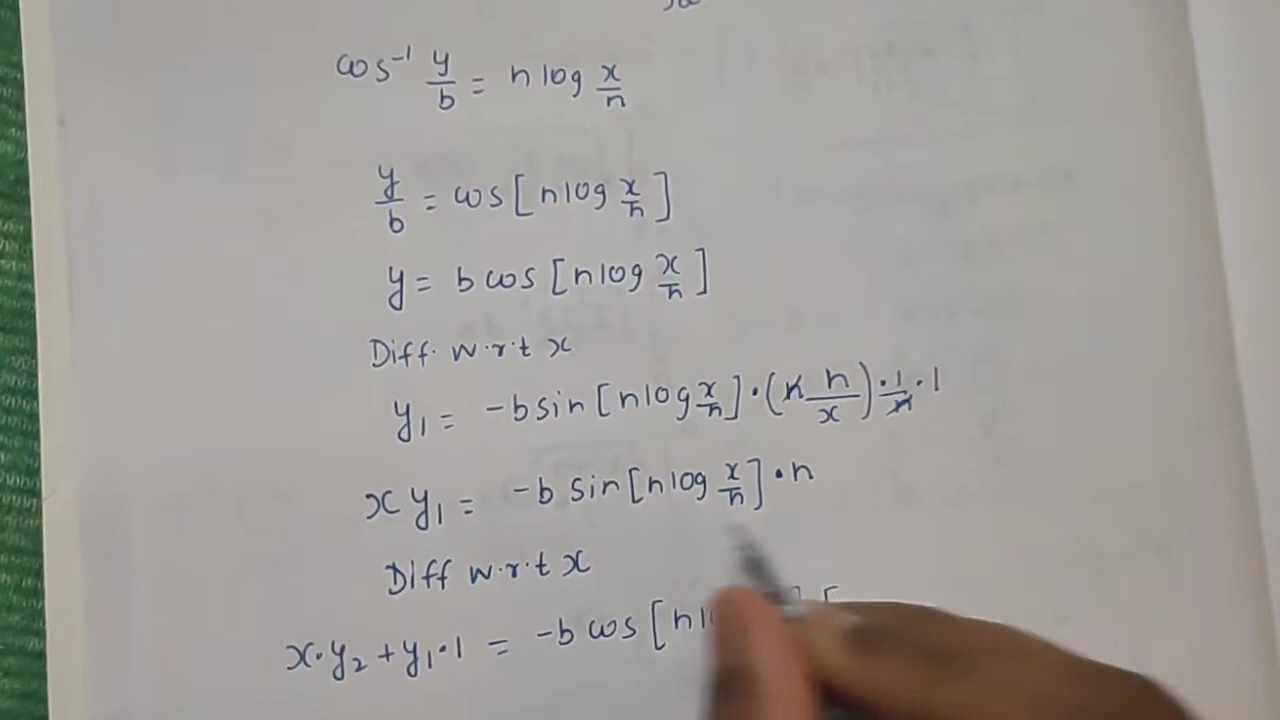 cos⁻¹ y/b = n log x/n
y/b = cos [n log x/n]
y = b cos [n log x/n]
Diff. w.r.t x
y₁ = -b sin [n log x/n] · (n n/x) · 1/n · 1
x y₁ = -b sin [n log x/n] · n
Diff w.r.t x
x·y₂ + y₁·1 = -b cos [n l